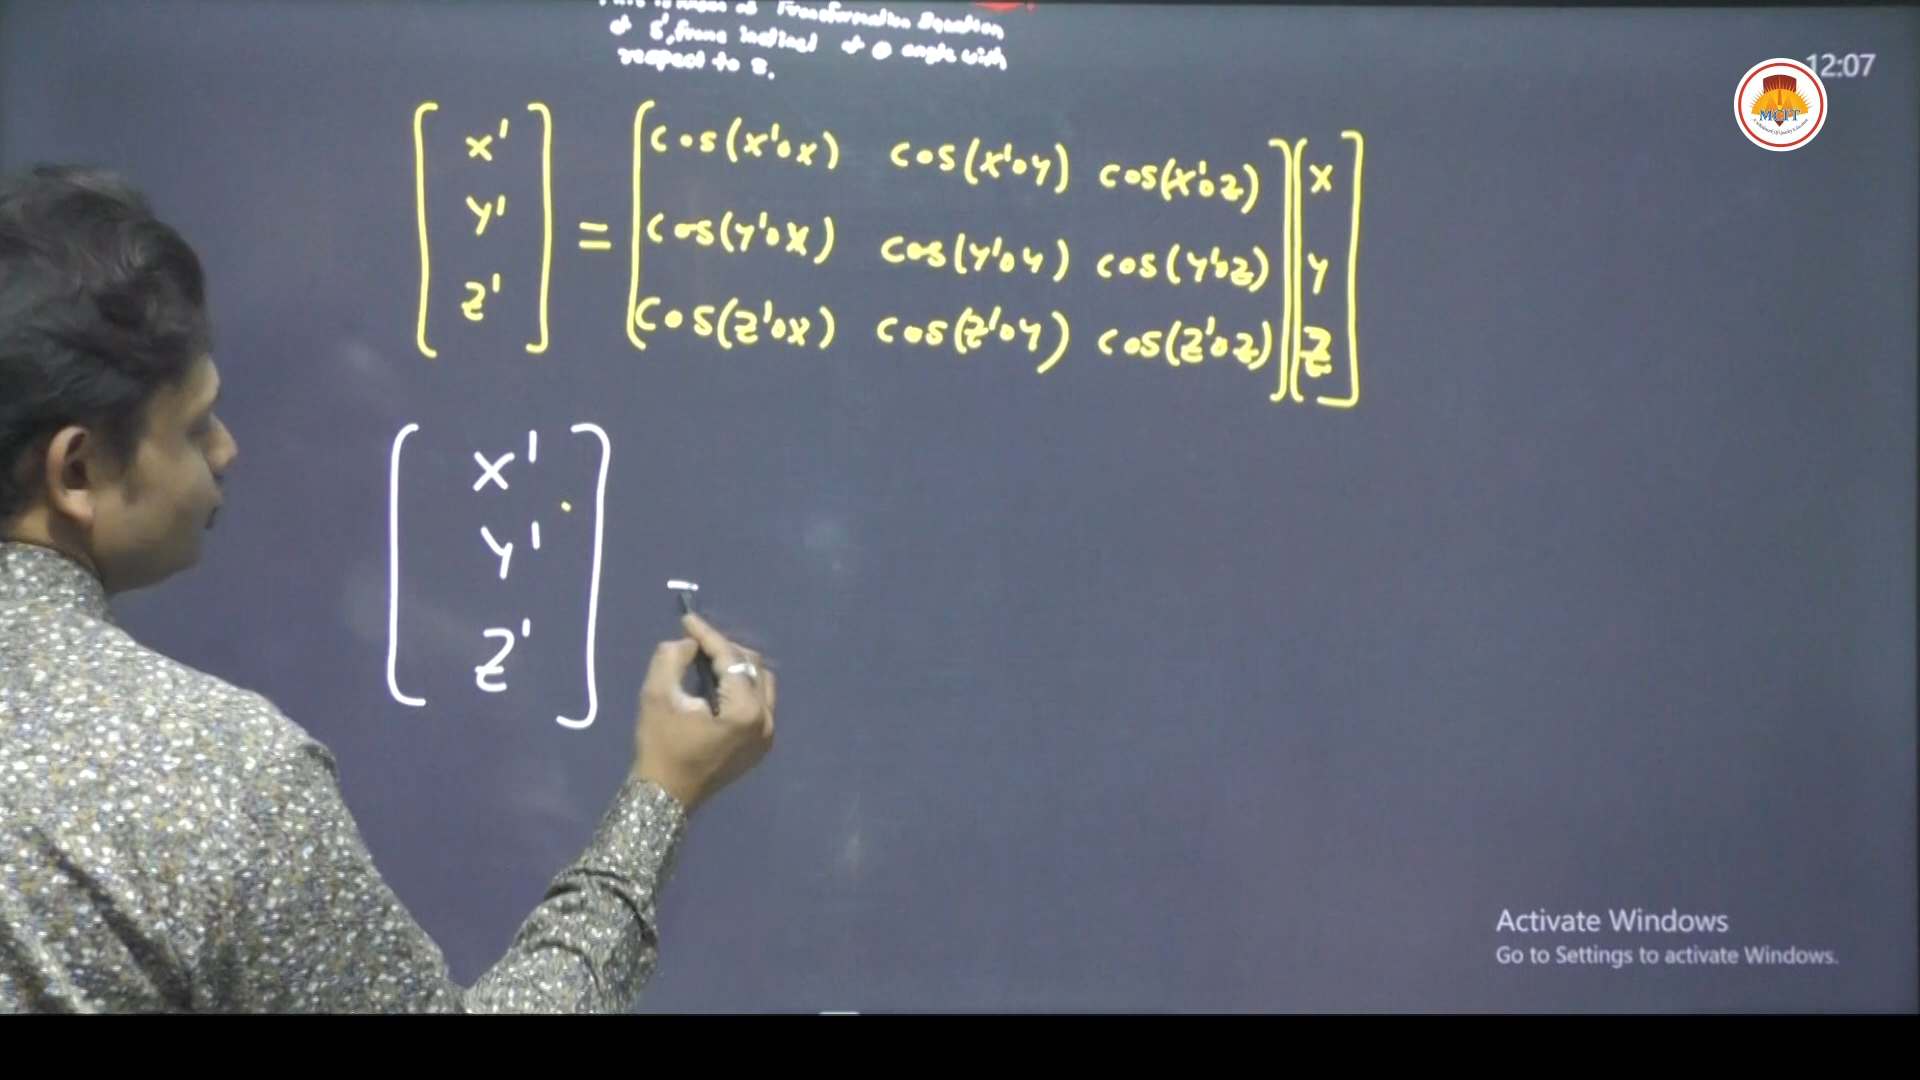 Transformation Equation
of S', frame inclined at θ angle with
respect to S.
12:07
MCIT
[x' y' z'] = [cos(x'ox) cos(x'oy) cos(x'oz)] [x
cos(y'ox) cos(y'oy) cos(y'oz) y
cos(z'ox) cos(z'oy) cos(z'oz)] z]
[x'
y'
z']
Activate Windows
Go to Settings to activate Windows.